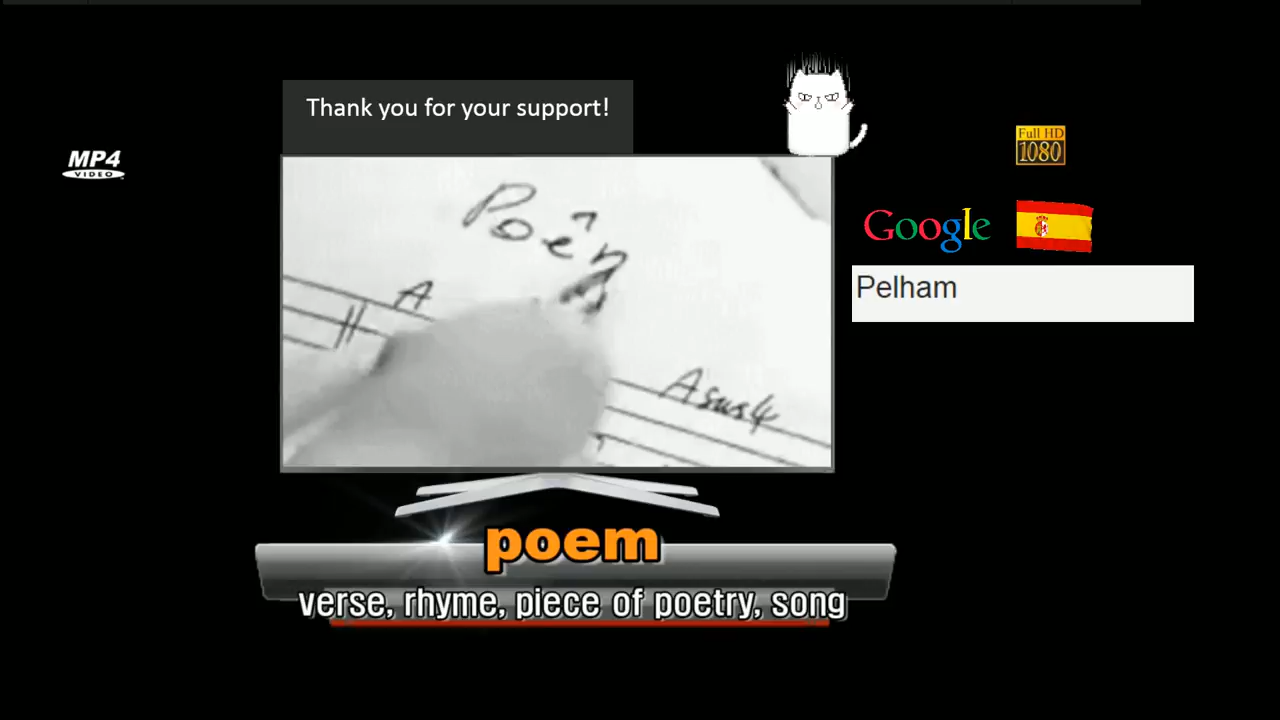 Thank you for your support!
MP4
VIDEO
Full HD
1080
Google
Pelham
A
Asus4
poem
verse, rhyme, piece of poetry, song